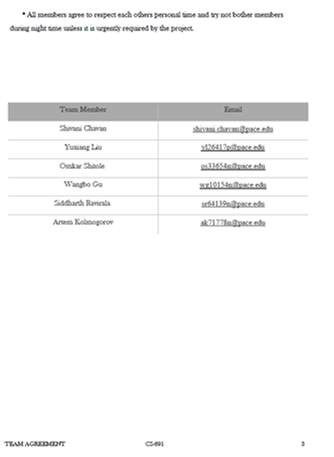 * All members agree to respect each others personal time and try not bother members
during night time unless it is urgently required by the project.
Team Member Email
Shivani Chavan shivani.chavan@pace.edu
Yuxiang Liu yl26417p@pace.edu
Omkar Shitole os33654n@pace.edu
Wangbo Gu wg10154n@pace.edu
Siddharth sr64139n@pace.edu
Artem Kolmogorov ak71778n@pace.edu
TEAM AGREEMENT CS-691 3